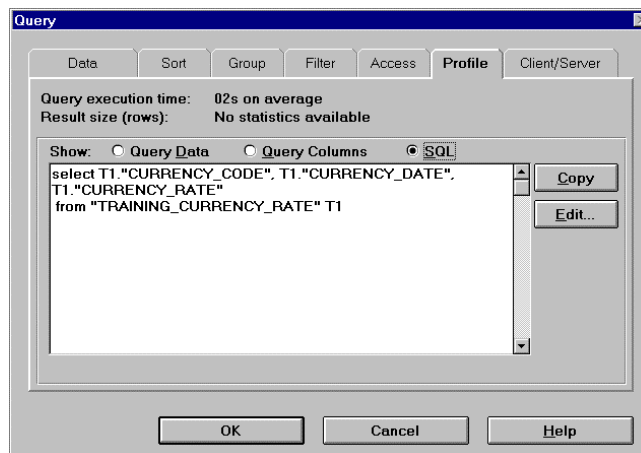 Query
Data Sort Group Filter Access Profile Client/Server
Query execution time: 02s on average
Result size (rows): No statistics available
Show: Query Data Query Columns SQL
select T1."CURRENCY_CODE", T1."CURRENCY_DATE",
T1."CURRENCY_RATE"
from "TRAINING_CURRENCY_RATE" T1
Copy
Edit...
OK Cancel Help